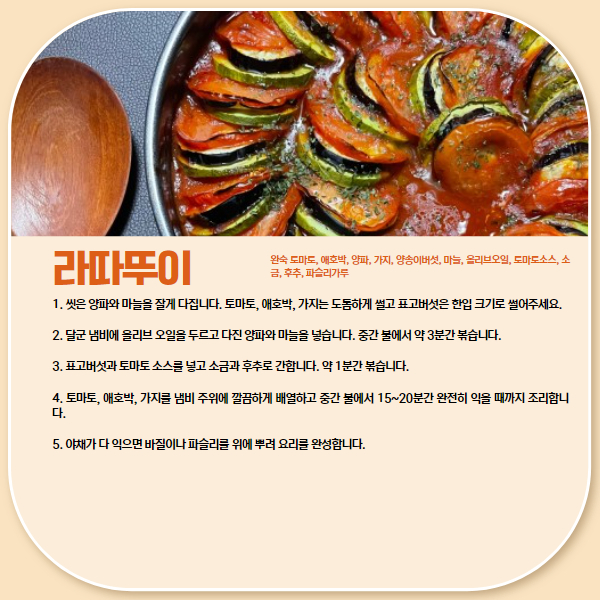 라따뚜이
완숙 토마토, 애호박, 양파, 가지, 양송이버섯, 마늘, 올리브오일, 토마토소스, 소
금, 후추, 파슬리가루
1. 씻은 양파와 마늘을 잘게 다집니다. 토마토, 애호박, 가지는 도톰하게 썰고 표고버섯은 한입 크기로 썰어주세요.
2. 달군 냄비에 올리브 오일을 두르고 다진 양파와 마늘을 넣습니다. 중간 불에서 약 3분간 볶습니다.
3. 표고버섯과 토마토 소스를 넣고 소금과 후추로 간합니다. 약 1분간 볶습니다.
4. 토마토, 애호박, 가지를 냄비 주위에 깔끔하게 배열하고 중간 불에서 15~20분간 완전히 익을 때까지 조리합니
다.
5. 야채가 다 익으면 바질이나 파슬리를 위에 뿌려 요리를 완성합니다.